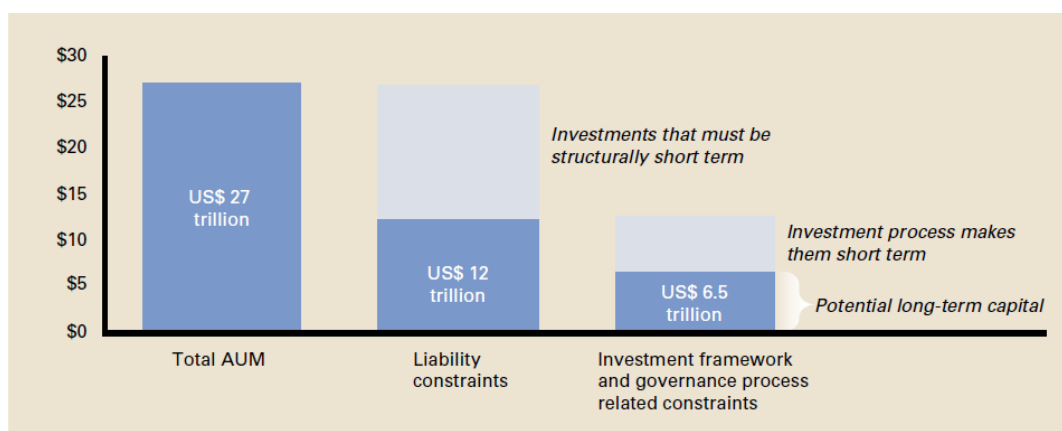 $30
$25
$20
$15
$10
$5
$0
US$ 27
trillion
US$ 12
trillion
US$ 6.5
trillion
Investments that must be
structurally short term
Investment process makes
them short term
Potential long-term capital
Total AUM
Liability
constraints
Investment framework
and governance process
related constraints